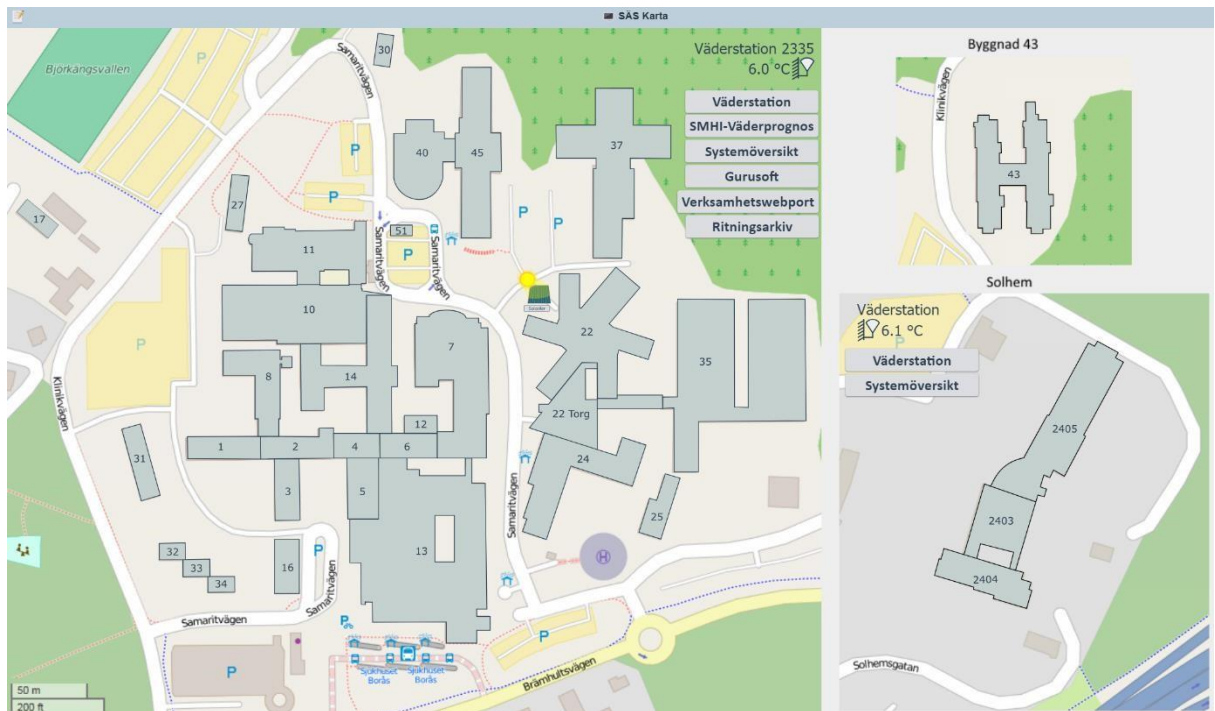 SÄS Karta
Björkängsvallen
P
Samaritvägen
30
Väderstation 2335
6.0 °C
Väderstation
SMHI-Väderprognos
Systemöversikt
Gurusoft
Verksamhetswebport
Ritningsarkiv
17
27
P
P
40
45
37
P
P
11
51
P
Samaritvägen
Samaritvägen
10
7
22
35
P
8
14
12
22 Torg
Klinikvägen
1
2
4
6
24
31
3
5
Samaritvägen
25
13
H
32
33
34
16
P
Samaritvägen
Samaritvägen
P
P
P
Sjukhuset
Borås
Sjukhuset
Borås
Brämhultsvägen
50 m
200 ft
Byggnad 43
Klinikvägen
43
Solhem
Väderstation
6.1 °C
P
Väderstation
Systemöversikt
2405
2403
2404
Solhemsgatan